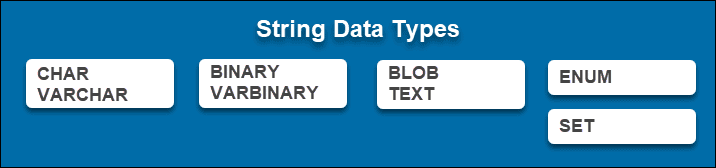 String Data Types
CHAR
VARCHAR
BINARY
VARBINARY
BLOB
TEXT
ENUM
SET